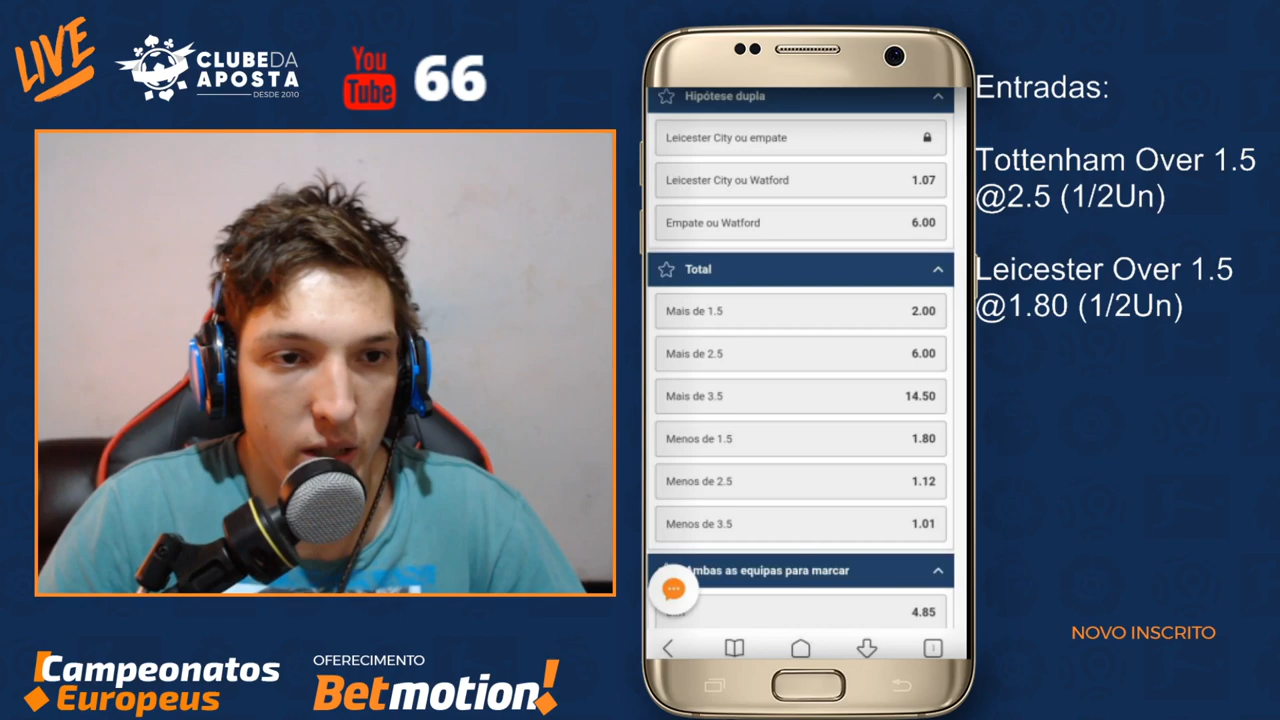 LIVE
CLUBE DA
APOSTA
DESDE 2010
You
Tube
66
Hipótese dupla
Leicester City ou empate
Leicester City ou Watford 1.07
Empate ou Watford 6.00
Total
Mais de 1.5 2.00
Mais de 2.5 6.00
Mais de 3.5 14.50
Menos de 1.5 1.80
Menos de 2.5 1.12
Menos de 3.5 1.01
Ambas as equipas para marcar
4.85
Entradas:
Tottenham Over 1.5
@2.5 (1/2Un)
Leicester Over 1.5
@1.80 (1/2Un)
NOVO INSCRITO
Campeonatos
Europeus
OFERECIMENTO
Betmotion!